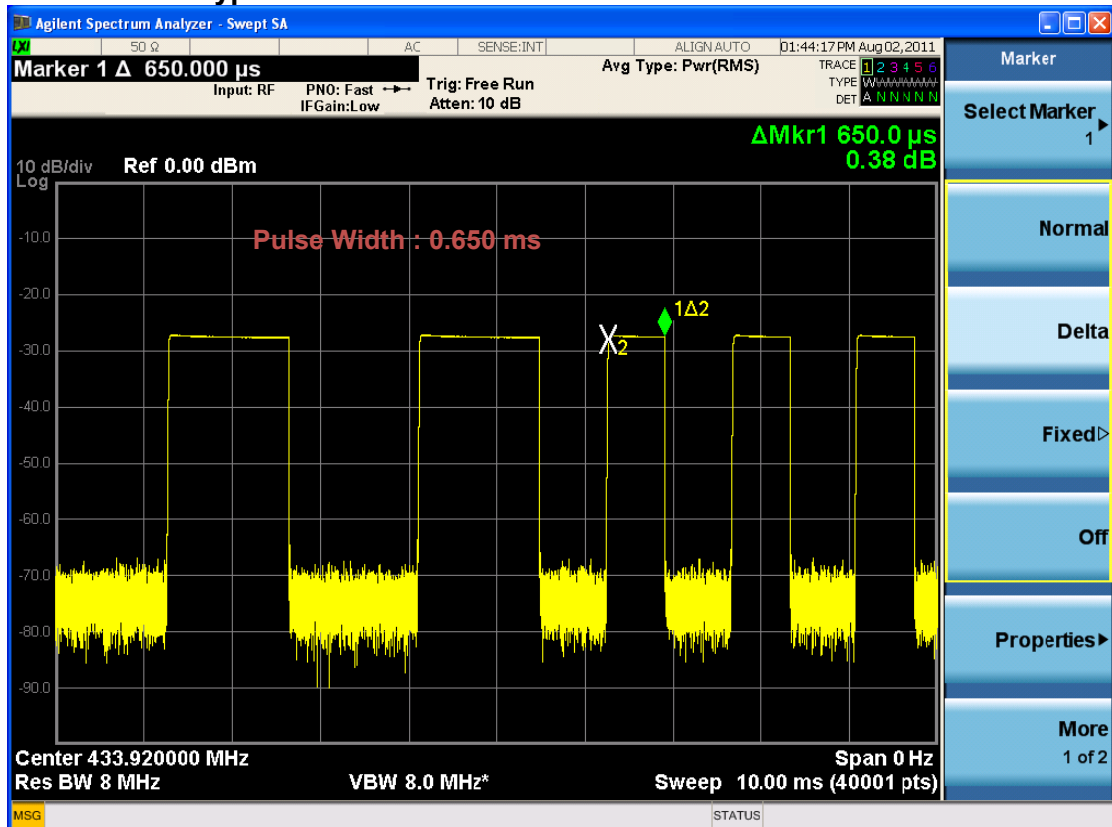 Agilent Spectrum Analyzer - Swept SA
LXI 50 Ω AC SENSE:INT ALIGN AUTO 01:44:17 PM Aug 02, 2011
Marker 1 Δ 650.000 µs
Input: RF PNO: Fast Trig: Free Run Avg Type: Pwr(RMS) TRACE 1 2 3 4 5 6
IFGain:Low Atten: 10 dB TYPE WWWWWW
DET A N N N N N
ΔMkr1 650.0 µs
0.38 dB
10 dB/div Ref 0.00 dBm
Log
Pulse Width : 0.650 ms
-10.0
-20.0
-30.0
-40.0
-50.0
-60.0
-70.0
-80.0
-90.0
1Δ2
X2
Center 433.920000 MHz Span 0 Hz
Res BW 8 MHz VBW 8.0 MHz* Sweep 10.00 ms (40001 pts)
MSG STATUS
Marker
Select Marker
1
Normal
Delta
Fixed
Off
Properties
More
1 of 2